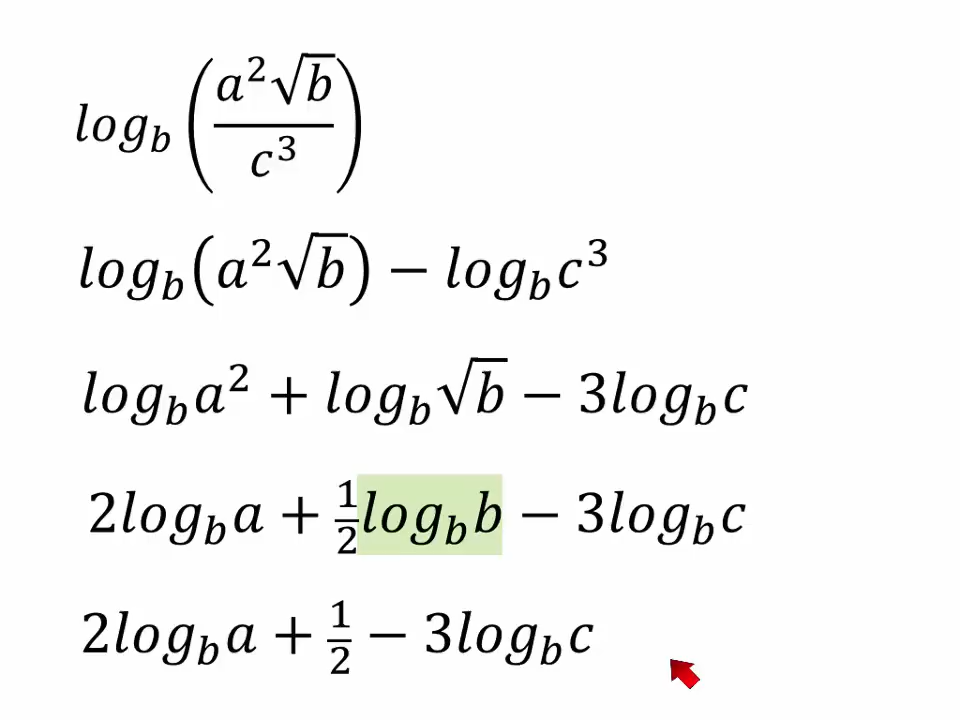 log_b(a²√b / c³)
log_b(a²√b) − log_b c³
log_b a² + log_b √b − 3log_b c
2log_b a + ½log_b b − 3log_b c
2log_b a + ½ − 3log_b c